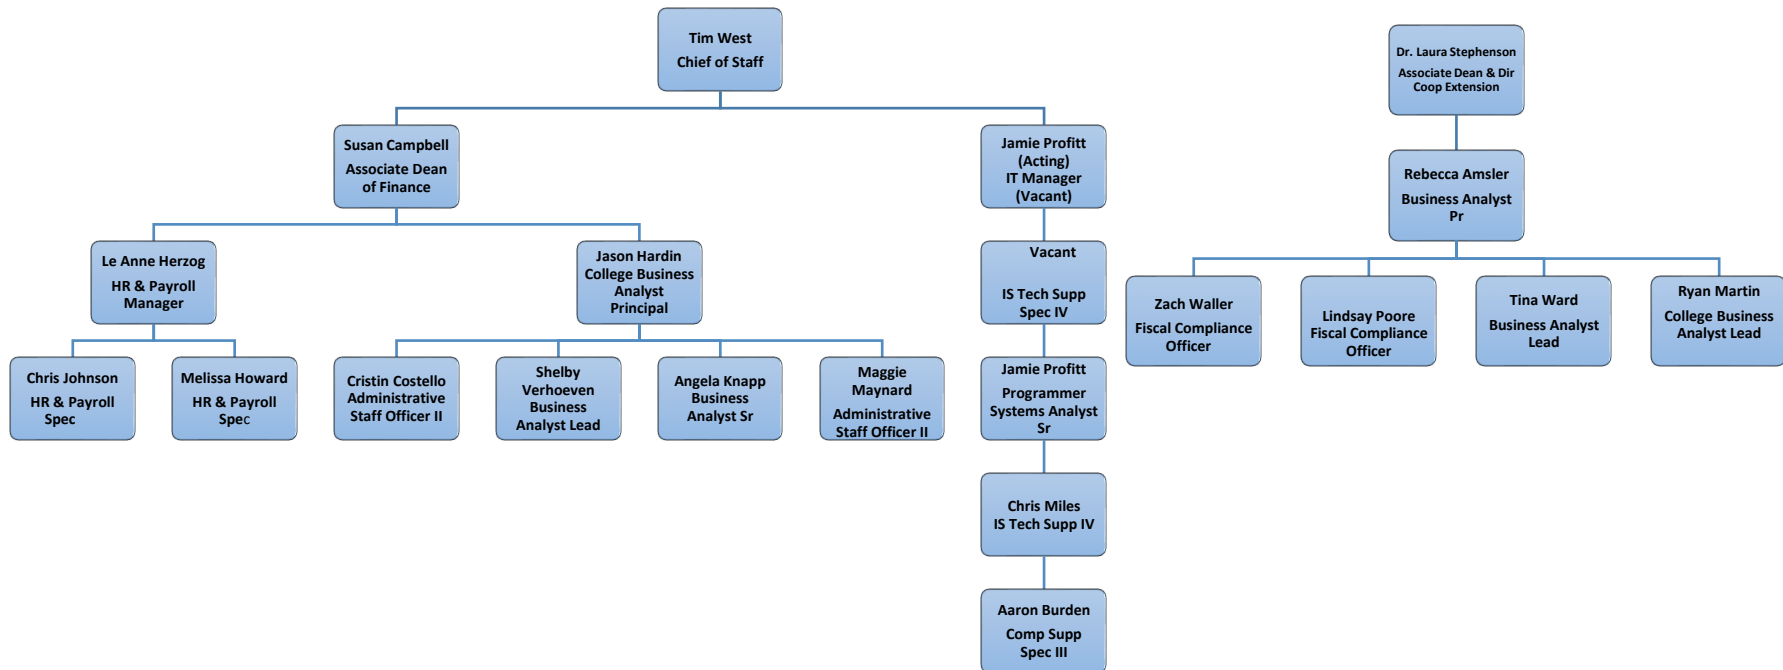 Tim West
Chief of Staff
Dr. Laura Stephenson
Associate Dean & Dir
Coop Extension
Susan Campbell
Associate Dean
of Finance
Jamie Profitt
(Acting)
IT Manager
(Vacant)
Rebecca Amsler
Business Analyst
Pr
Le Anne Herzog
HR & Payroll
Manager
Jason Hardin
College Business
Analyst
Principal
Vacant
IS Tech Supp
Spec IV
Zach Waller
Fiscal Compliance
Officer
Lindsay Poore
Fiscal Compliance
Officer
Tina Ward
Business Analyst
Lead
Ryan Martin
College Business
Analyst Lead
Chris Johnson
HR & Payroll
Spec
Melissa Howard
HR & Payroll
Spec
Cristin Costello
Administrative
Staff Officer II
Shelby
Verhoeven
Business
Analyst Lead
Angela Knapp
Business
Analyst Sr
Maggie
Maynard
Administrative
Staff Officer II
Jamie Profitt
Programmer
Systems Analyst
Sr
Chris Miles
IS Tech Supp IV
Aaron Burden
Comp Supp
Spec III